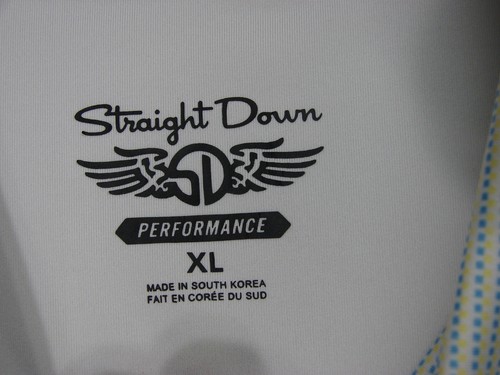 Straight Down
SD
PERFORMANCE
XL
MADE IN SOUTH KOREA
FAIT EN CORÉE DU SUD